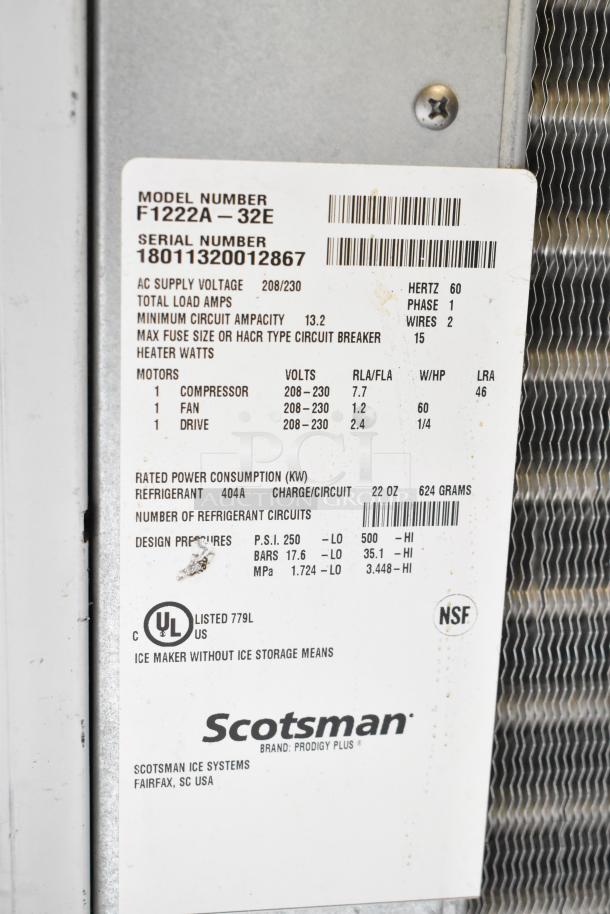 MODEL NUMBER
F1222A – 32E
SERIAL NUMBER
18011320012867
AC SUPPLY VOLTAGE 208/230 HERTZ 60
TOTAL LOAD AMPS PHASE 1
MINIMUM CIRCUIT AMPACITY 13.2 WIRES 2
MAX FUSE SIZE OR HACR TYPE CIRCUIT BREAKER 15
HEATER WATTS
MOTORS VOLTS RLA/FLA W/HP LRA
1 COMPRESSOR 208–230 7.7 46
1 FAN 208–230 1.2 60
1 DRIVE 208–230 2.4 1/4
PCI
AUCTION GROUP
RATED POWER CONSUMPTION (KW)
REFRIGERANT 404A CHARGE/CIRCUIT 22 OZ 624 GRAMS
NUMBER OF REFRIGERANT CIRCUITS
DESIGN PRESSURES P.S.I. 250 –LO 500 –HI
BARS 17.6 –LO 35.1 –HI
MPa 1.724 –LO 3.448–HI
C UL US LISTED 779L
NSF
ICE MAKER WITHOUT ICE STORAGE MEANS
Scotsman
BRAND: PRODIGY PLUS ®
SCOTSMAN ICE SYSTEMS
FAIRFAX, SC USA